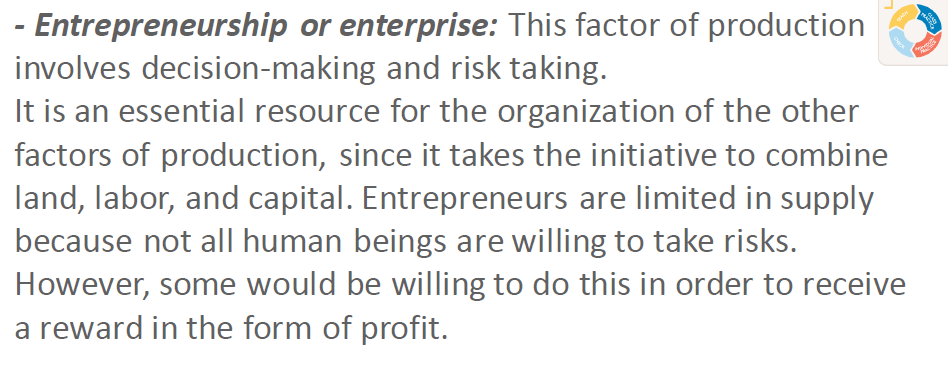 - Entrepreneurship or enterprise: This factor of production
involves decision-making and risk taking.
It is an essential resource for the organization of the other
factors of production, since it takes the initiative to combine
land, labor, and capital. Entrepreneurs are limited in supply
because not all human beings are willing to take risks.
However, some would be willing to do this in order to receive
a reward in the form of profit.